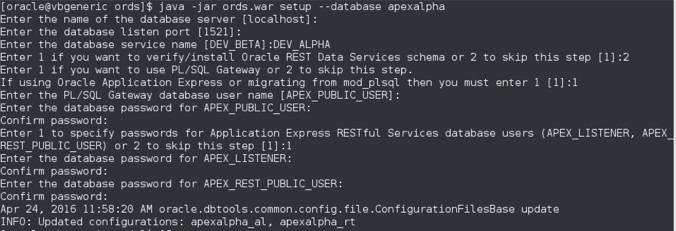 [oracle@vbgeneric ords]$ java -jar ords.war setup --database apexalpha
Enter the name of the database server [localhost]:
Enter the database listen port [1521]:
Enter the database service name [DEV_BETA]:DEV_ALPHA
Enter 1 if you want to verify/install Oracle REST Data Services schema or 2 to skip this step [1]:2
Enter 1 if you want to use PL/SQL Gateway or 2 to skip this step.
If using Oracle Application Express or migrating from mod_plsql then you must enter 1 [1]:1
Enter the PL/SQL Gateway database user name [APEX_PUBLIC_USER]:
Enter the database password for APEX_PUBLIC_USER:
Confirm password:
Enter 1 to specify passwords for Application Express RESTful Services database users (APEX_LISTENER, APEX_
REST_PUBLIC_USER) or 2 to skip this step [1]:1
Enter the database password for APEX_LISTENER:
Confirm password:
Enter the database password for APEX_REST_PUBLIC_USER:
Confirm password:
Apr 24, 2016 11:58:20 AM oracle.dbtools.common.config.file.ConfigurationFilesBase update
INFO: Updated configurations: apexalpha_al, apexalpha_rt